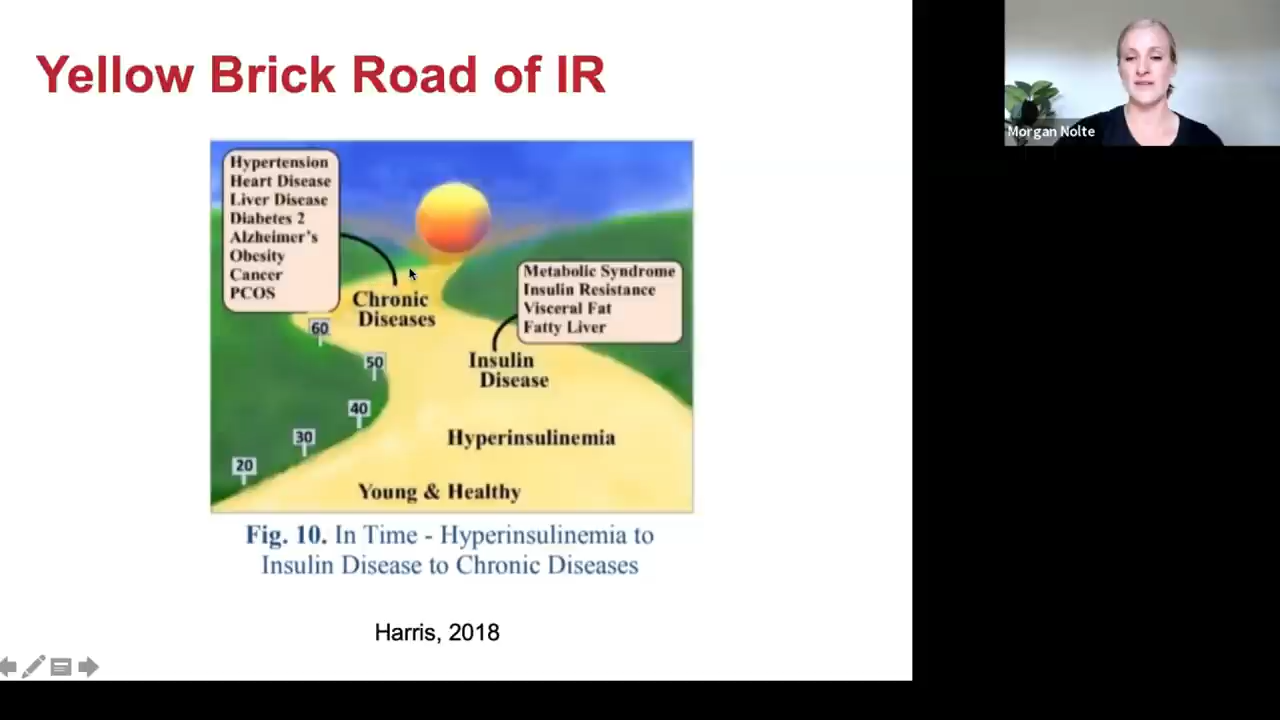 Yellow Brick Road of IR
Morgan Nolte
Hypertension
Heart Disease
Liver Disease
Diabetes 2
Alzheimer's
Obesity
Cancer
PCOS
Metabolic Syndrome
Insulin Resistance
Visceral Fat
Fatty Liver
Chronic
Diseases
60
50
Insulin
Disease
40
30
Hyperinsulinemia
20
Young & Healthy
Fig. 10. In Time - Hyperinsulinemia to
Insulin Disease to Chronic Diseases
Harris, 2018